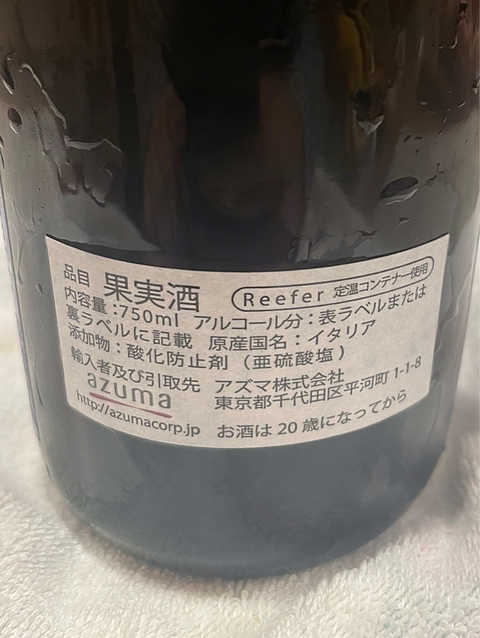 品目 果実酒 Reefer 定温コンテナー使用
内容量:750ml アルコール分:表ラベルまたは
裏ラベルに記載 原産国名:イタリア
添加物:酸化防止剤(亜硫酸塩)
輸入者及び引取先 アズマ株式会社
azuma 東京都千代田区平河町1-1-8
http://azumacorp.jp お酒は20歳になってから